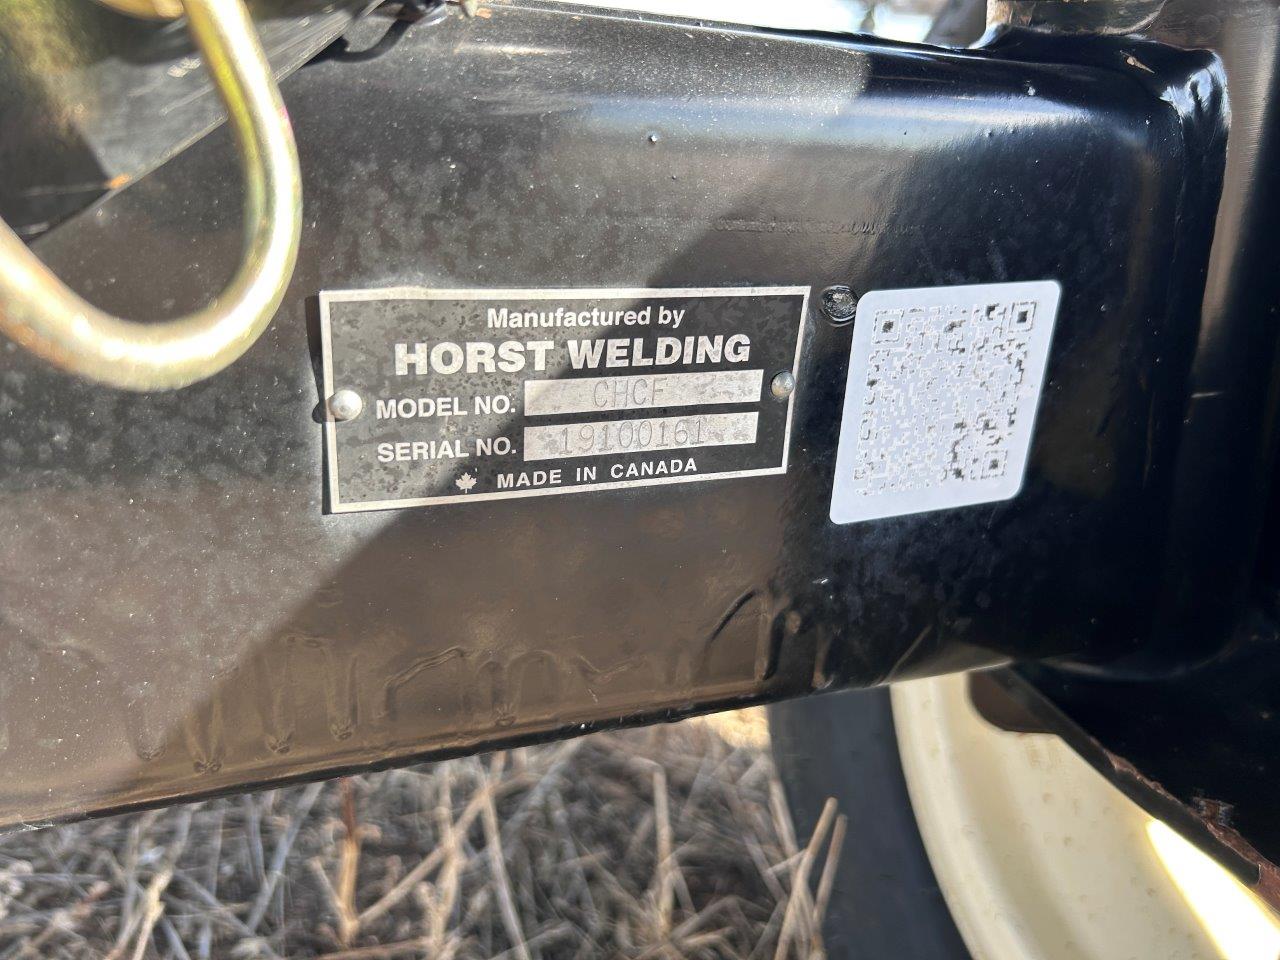 Manufactured by
HORST WELDING
MODEL NO. CHCF
SERIAL NO. 19100161
MADE IN CANADA